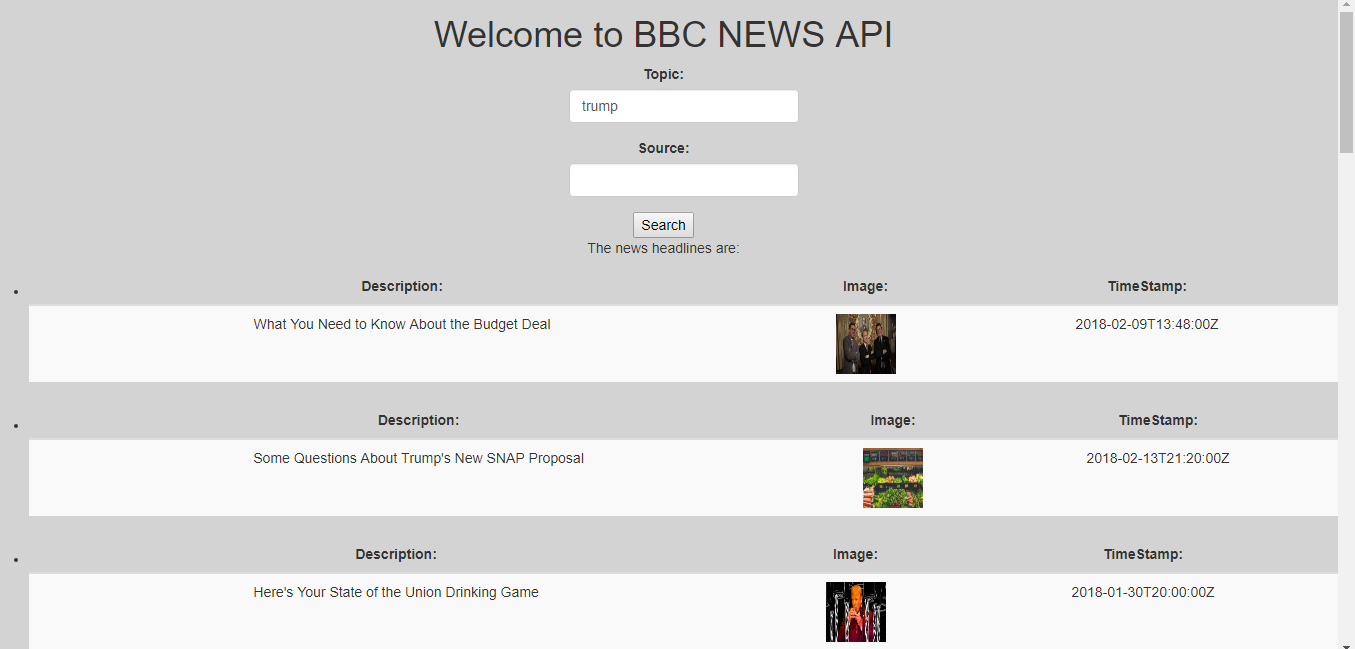 Welcome to BBC NEWS API
Topic:
trump
Source:
Search
The news headlines are:
Description: Image: TimeStamp:
What You Need to Know About the Budget Deal 2018-02-09T13:48:00Z
Description: Image: TimeStamp:
Some Questions About Trump's New SNAP Proposal 2018-02-13T21:20:00Z
Description: Image: TimeStamp:
Here's Your State of the Union Drinking Game 2018-01-30T20:00:00Z